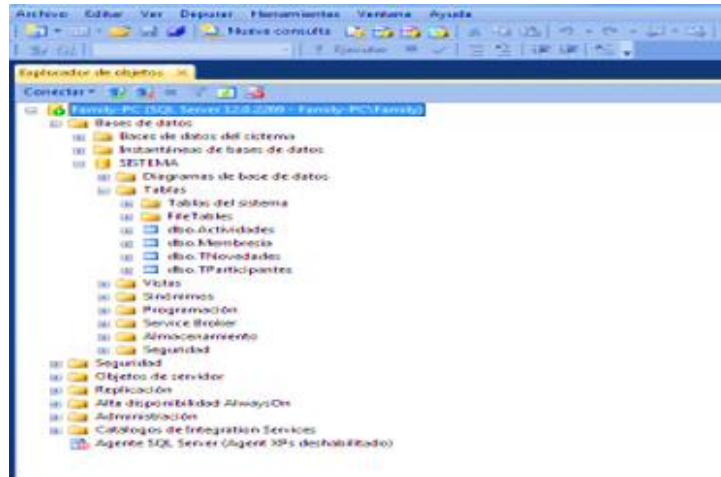 Archivo Editar Ver Depurar Herramientas Ventana Ayuda
Nueva consulta
Ejecutar
Explorador de objetos
Conectar
Family-PC (SQL Server 12.0.2269 - Family-PC\Family)
Bases de datos
Bases de datos del sistema
Instantáneas de bases de datos
SISTEMA
Diagramas de base de datos
Tablas
Tablas del sistema
FileTables
dbo.Actividades
dbo.Membresia
dbo.TNovedades
dbo.TParticipantes
Vistas
Sinónimos
Programación
Service Broker
Almacenamiento
Seguridad
Seguridad
Objetos de servidor
Replicación
Alta disponibilidad AlwaysOn
Administración
Catálogos de Integration Services
Agente SQL Server (Agent XPs deshabilitado)